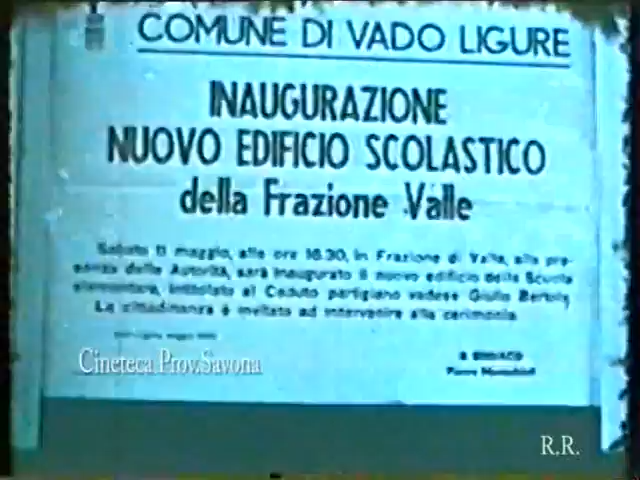 COMUNE DI VADO LIGURE
INAUGURAZIONE
NUOVO EDIFICIO SCOLASTICO
della Frazione Valle
Sabato 11 maggio, alle ore 16.30, in Frazione di Valle, alla pre-
senza delle Autorità, sarà inaugurato il nuovo edificio della Scuola
elementare, intitolato al Caduto partigiano vadese Giulio
La cittadinanza è invitata ad intervenire alla cerimonia.
IL SINDACO
Cineteca Prov.Savona
R.R.